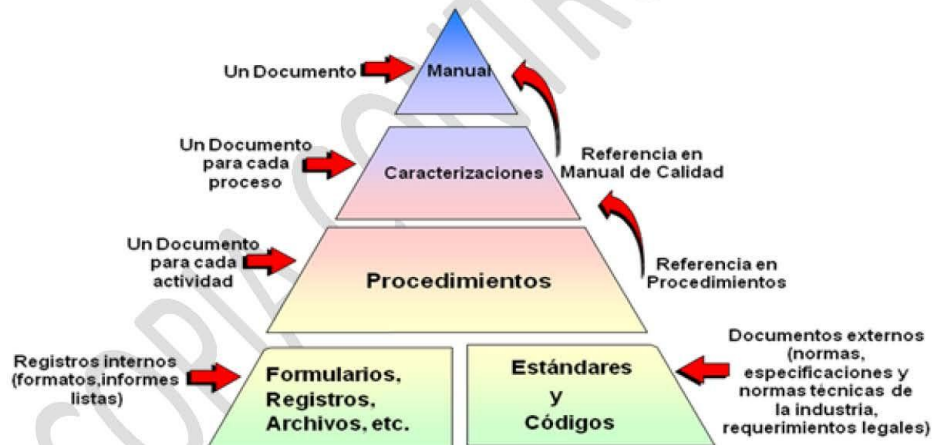 Un Documento
Manual
Un Documento
para cada
proceso
Caracterizaciones
Referencia en
Manual de Calidad
Un Documento
para cada
actividad
Procedimientos
Referencia en
Procedimientos
Registros internos
(formatos,informes
listas)
Formularios,
Registros,
Archivos, etc.
Estándares
y
Códigos
Documentos externos
(normas,
especificaciones y
normas técnicas de
la industria,
requerimientos legales)
COPIA